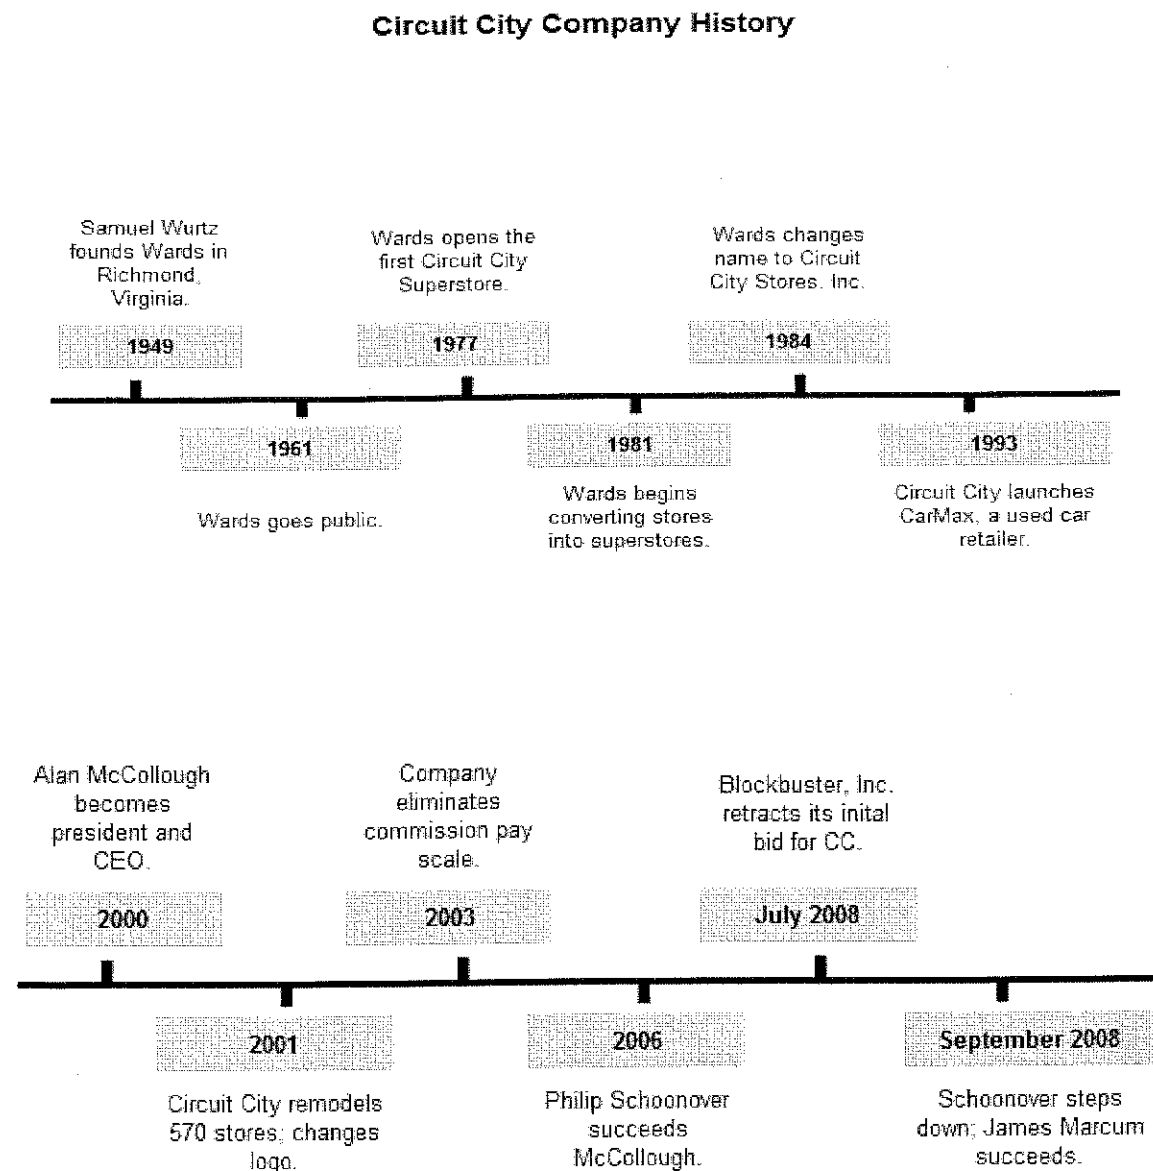 Circuit City Company History
Samuel Wurtz
founds Wards in
Richmond,
Virginia.
1949
Wards opens the
first Circuit City
Superstore.
1977
Wards changes
name to Circuit
City Stores, Inc.
1984
1961
Wards goes public.
1981
Wards begins
converting stores
into superstores.
1993
Circuit City launches
CarMax, a used car
retailer.
Alan McCollough
becomes
president and
CEO.
2000
Company
eliminates
commission pay
scale.
2003
Blockbuster, Inc.
retracts its inital
bid for CC.
July 2008
2001
Circuit City remodels
570 stores; changes
logo.
2006
Philip Schoonover
succeeds
McCollough.
September 2008
Schoonover steps
down; James Marcum
succeeds.